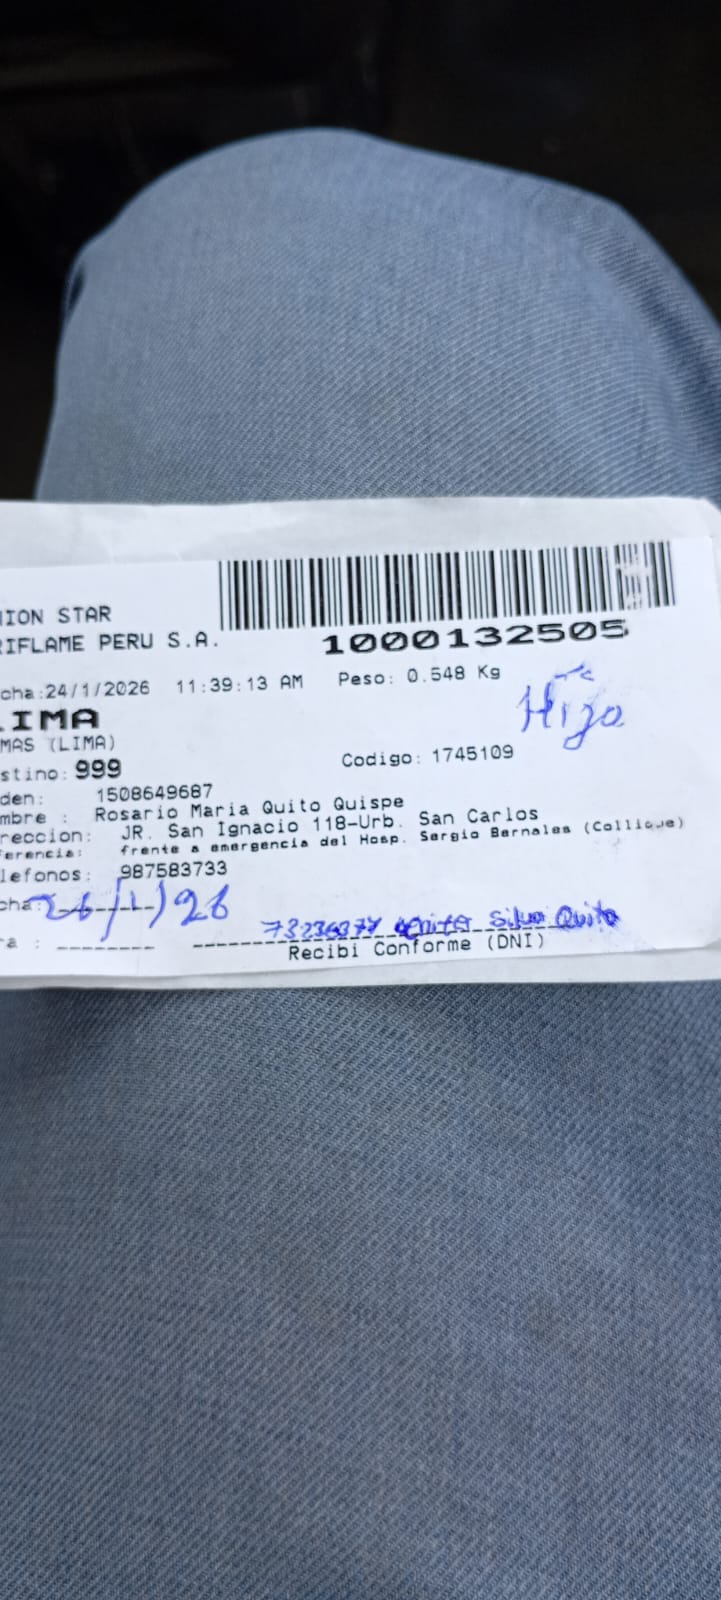 ION STAR
RIFLAME PERU S.A.
1000132505
cha:24/1/2026 11:39:13 AM Peso: 0.548 Kg
Hijo
LIMA
MAS (LIMA)
stino: 999 Codigo: 1745109
den: 1508649687
mbre : Rosario Maria Quito Quispe
reccion: JR. San Ignacio 118-Urb. San Carlos
erencia: frente a emergencia del Hosp. Sergio Bernales (Collique)
lefonos: 987583733
cha: 26/1/26
73236377 Silva Quito
ra :
Recibi Conforme (DNI)